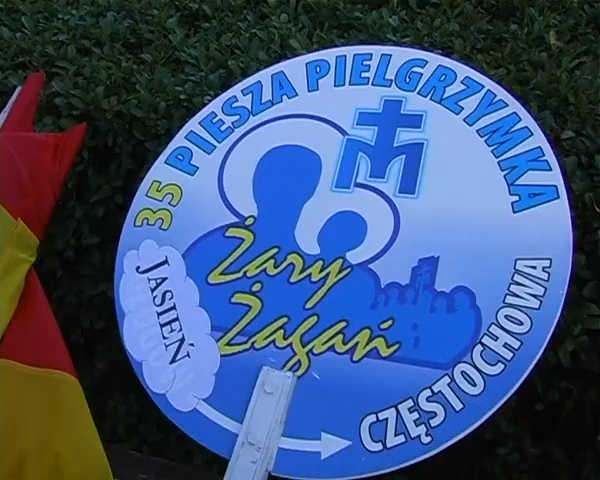 35 PIESZA PIELGRZYMKA
Żary
Żagań
JASIEŃ
CZĘSTOCHOWA